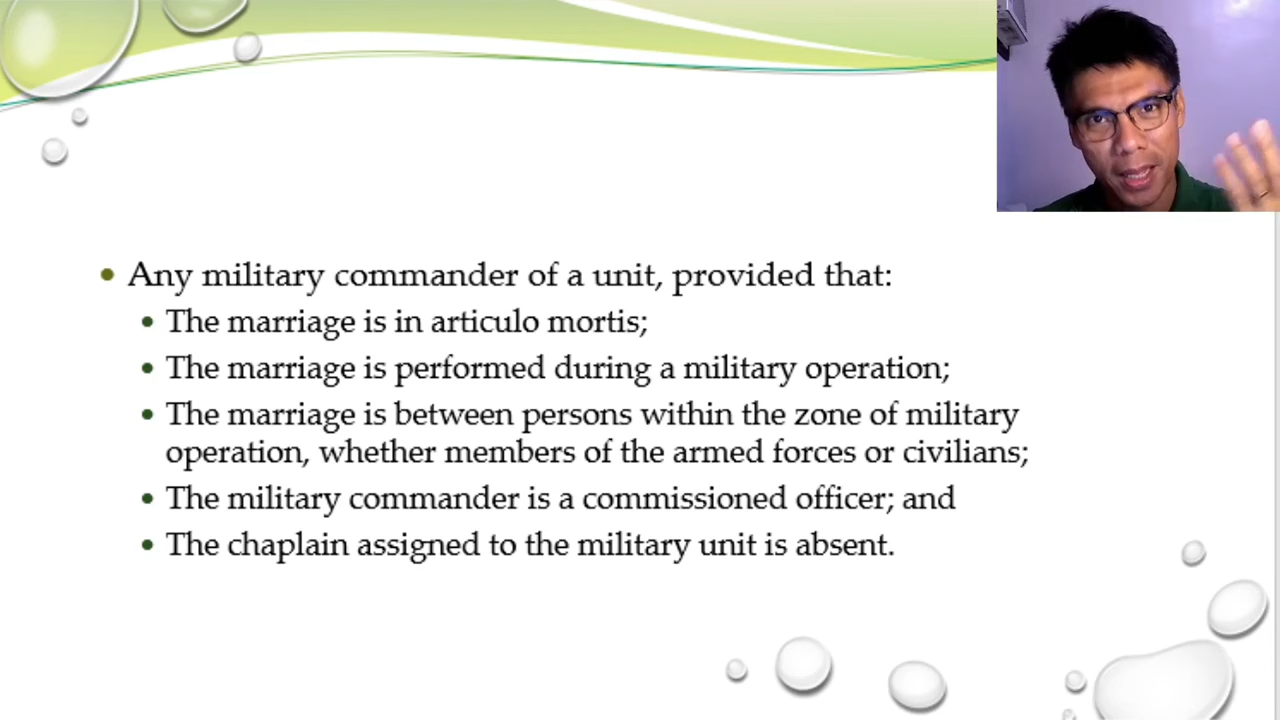 Any military commander of a unit, provided that:
The marriage is in articulo mortis;
The marriage is performed during a military operation;
The marriage is between persons within the zone of military
operation, whether members of the armed forces or civilians;
The military commander is a commissioned officer; and
The chaplain assigned to the military unit is absent.